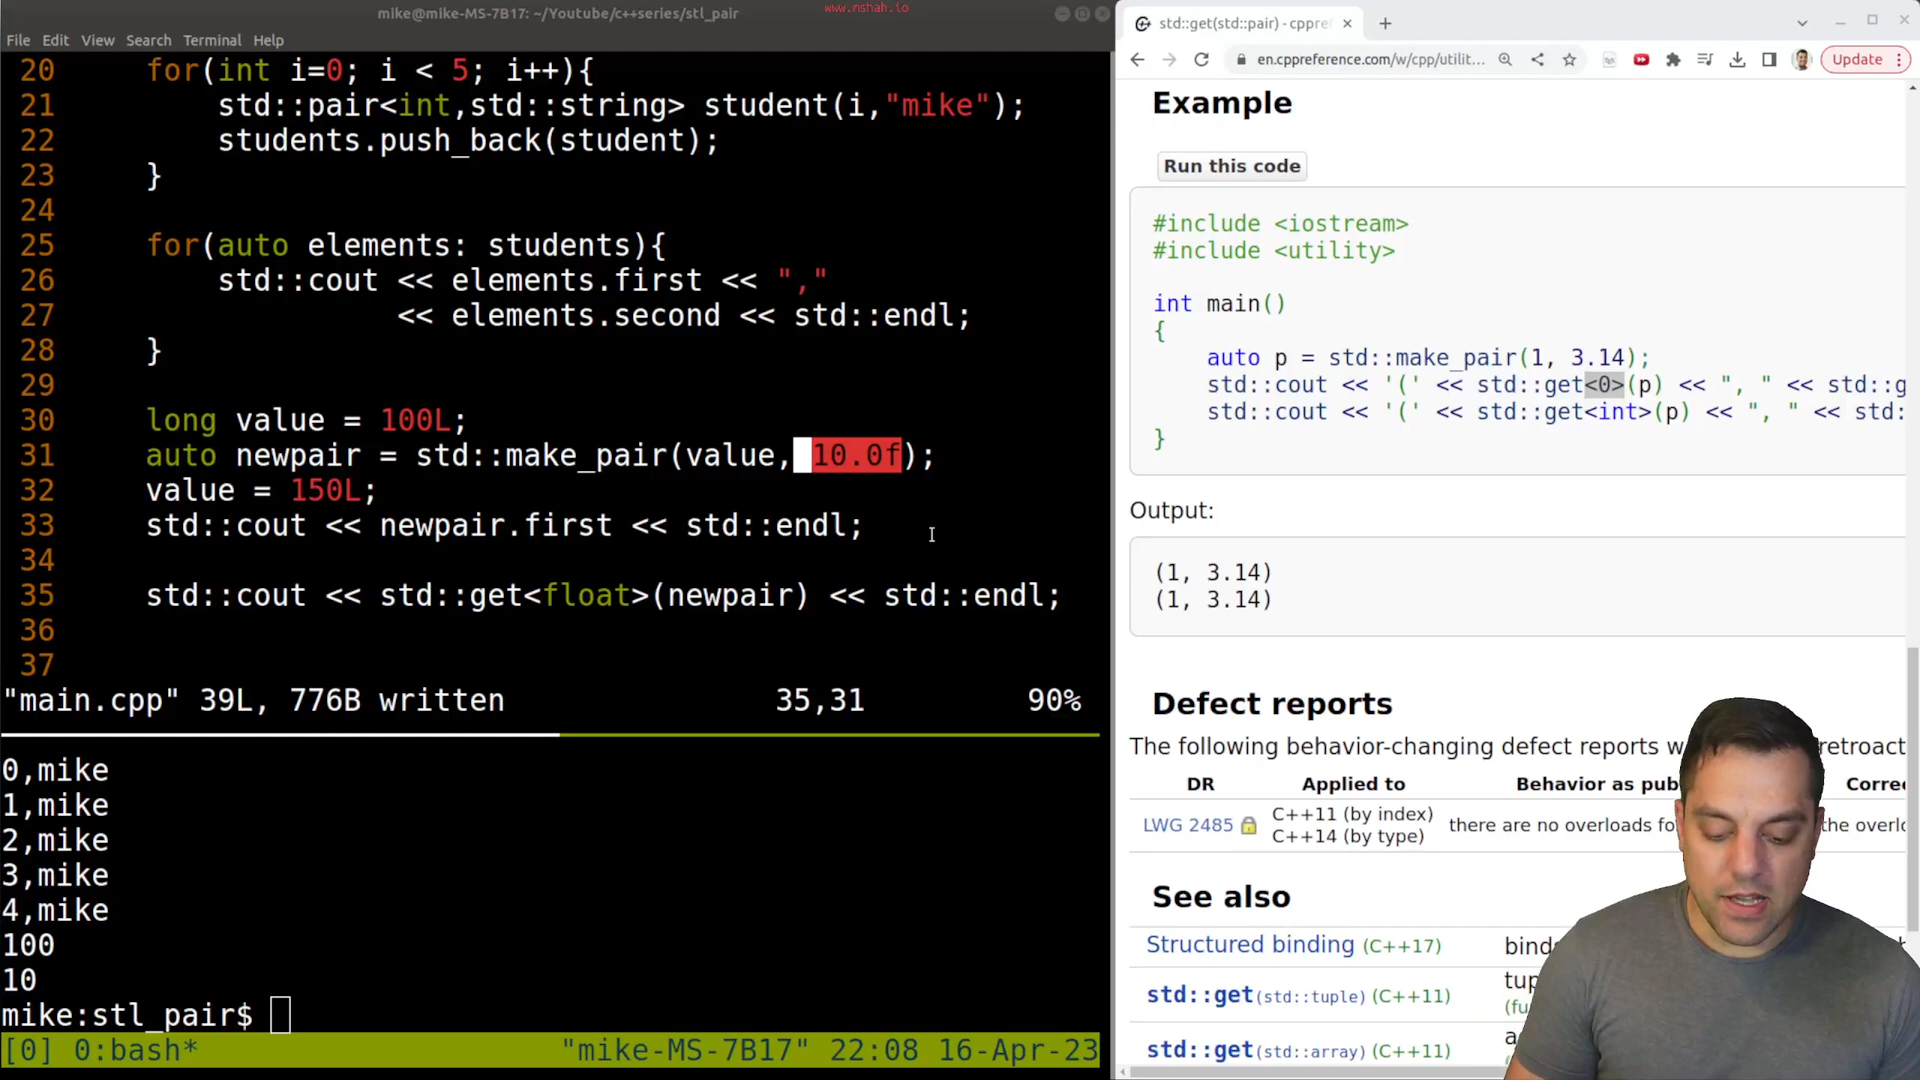 mike@mike-MS-7B17: ~/Youtube/c++series/stl_pair
www.mshah.io
File Edit View Search Terminal Help
20 for(int i=0; i < 5; i++){
21 std::pair<int,std::string> student(i,"mike");
22 students.push_back(student);
23 }
24
25 for(auto elements: students){
26 std::cout << elements.first << ","
27 << elements.second << std::endl;
28 }
29
30 long value = 100L;
31 auto newpair = std::make_pair(value, 10.0f);
32 value = 150L;
33 std::cout << newpair.first << std::endl;
34
35 std::cout << std::get<float>(newpair) << std::endl;
36
37
"main.cpp" 39L, 776B written 35,31 90%
0,mike
1,mike
2,mike
3,mike
4,mike
100
10
mike:stl_pair$
[0] 0:bash* "mike-MS-7B17" 22:08 16-Apr-23
std::get(std::pair) - cppre
en.cppreference.com/w/cpp/utilit...
Update
Example
Run this code
#include <iostream>
#include <utility>
int main()
{
auto p = std::make_pair(1, 3.14);
std::cout << '(' << std::get<0>(p) << ", " << std::g
std::cout << '(' << std::get<int>(p) << ", " << std:
}
Output:
(1, 3.14)
(1, 3.14)
Defect reports
The following behavior-changing defect reports w retroact
DR Applied to Behavior as pub Corre
LWG 2485 C++11 (by index) there are no overloads fo the overlo
C++14 (by type)
See also
Structured binding (C++17) bind
std::get(std::tuple) (C++11) tup
(fu
std::get(std::array) (C++11) a